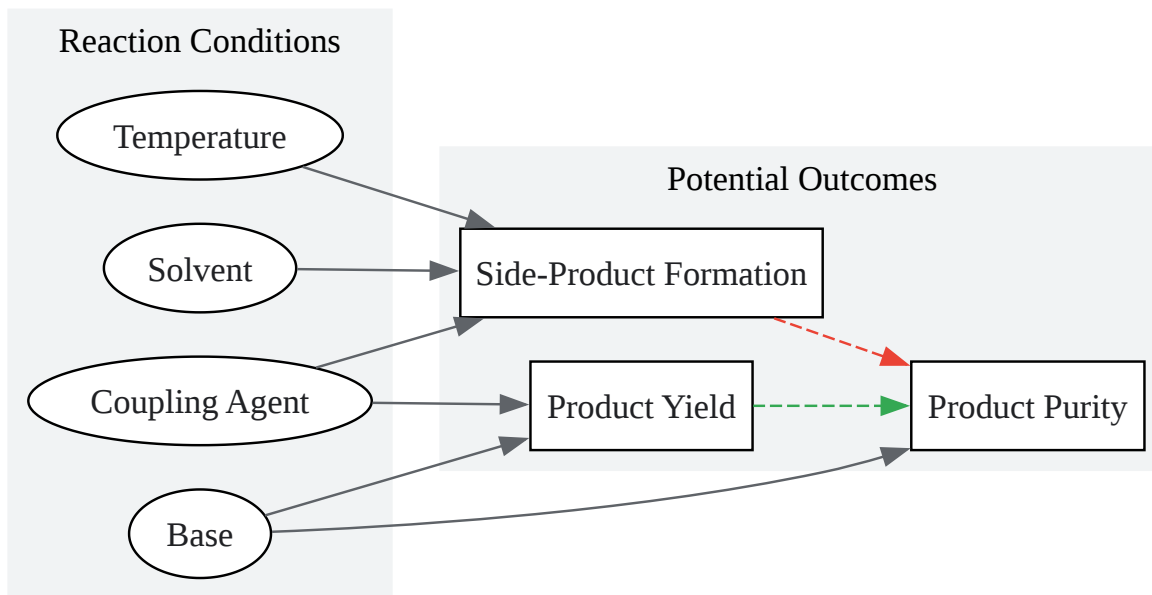 Reaction Conditions
Temperature
Solvent
Coupling Agent
Base
Potential Outcomes
Side-Product Formation
Product Yield
Product Purity